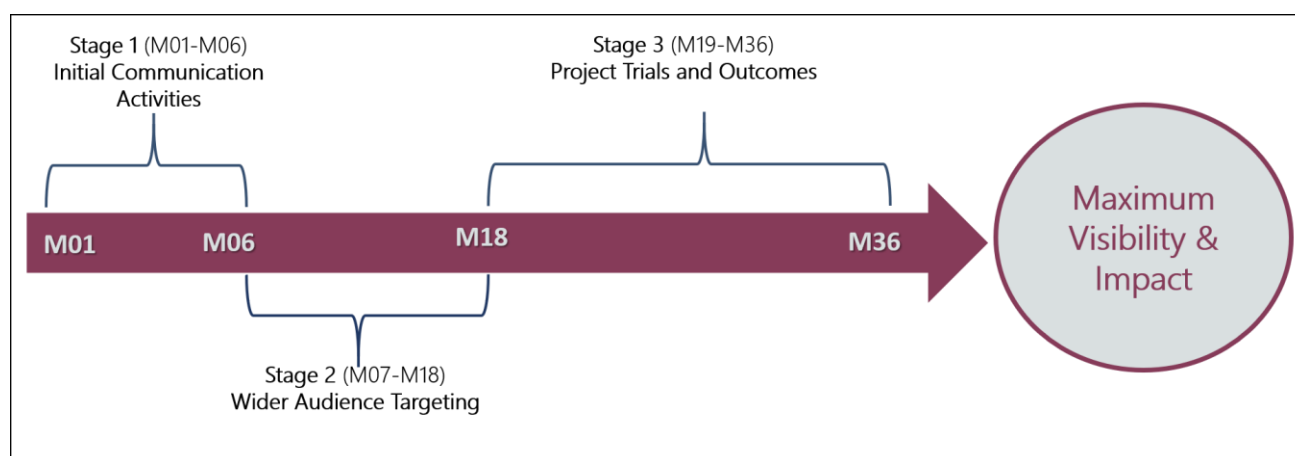 Stage 1 (M01-M06)
Initial Communication
Activities
Stage 3 (M19-M36)
Project Trials and Outcomes
M01
M06
M18
M36
Maximum
Visibility &
Impact
Stage 2 (M07-M18)
Wider Audience Targeting